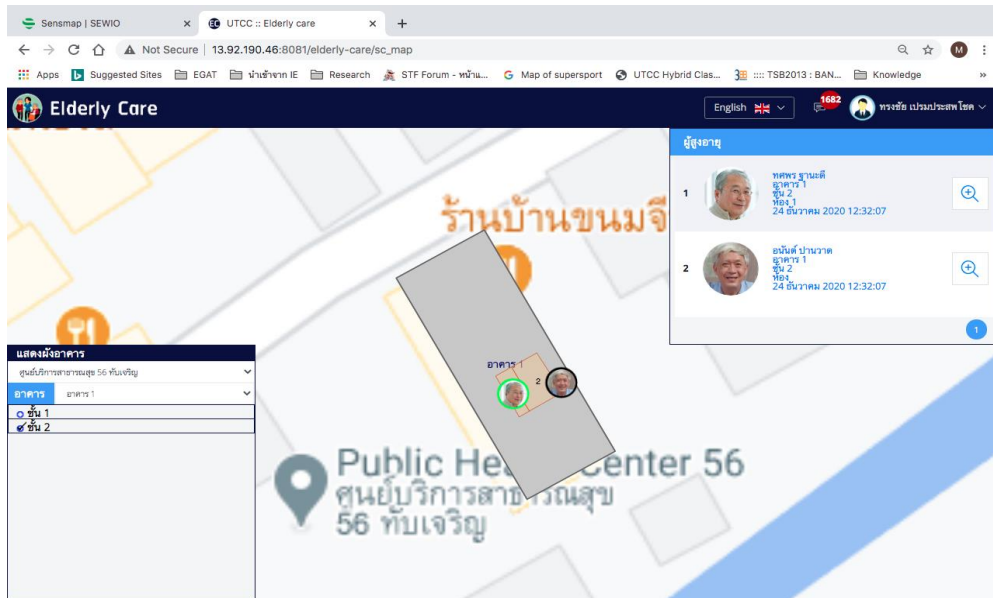 Sensmap | SEWIO
UTCC :: Elderly care
Not Secure | 13.92.190.46:8081/elderly-care/sc_map
M
Apps
Suggested Sites
EGAT
นำเข้าจาก IE
Research
STF Forum - หน้าแ...
Map of supersport
UTCC Hybrid Clas...
:::: TSB2013 : BAN...
Knowledge
»
Elderly Care
English
1682
ทรงชัย เปรมประสพโชค
ผู้สูงอายุ
1
ทศพร ฐานะดี
อาคาร 1
ชั้น 2
ห้อง_1
24 ธันวาคม 2020 12:32:07
2
อนันต์ ปานวาด
อาคาร 1
ชั้น 2
ห้อง_
24 ธันวาคม 2020 12:32:07
1
ร้านบ้านขนมจี
อาคาร 1
2
แสดงผังอาคาร
ศูนย์บริการสาธารณสุข 56 ทับเจริญ
อาคาร
อาคาร 1
ชั้น 1
ชั้น 2
Public He Center 56
ศูนย์บริการสาธารณสุข
56 ทับเจริญ